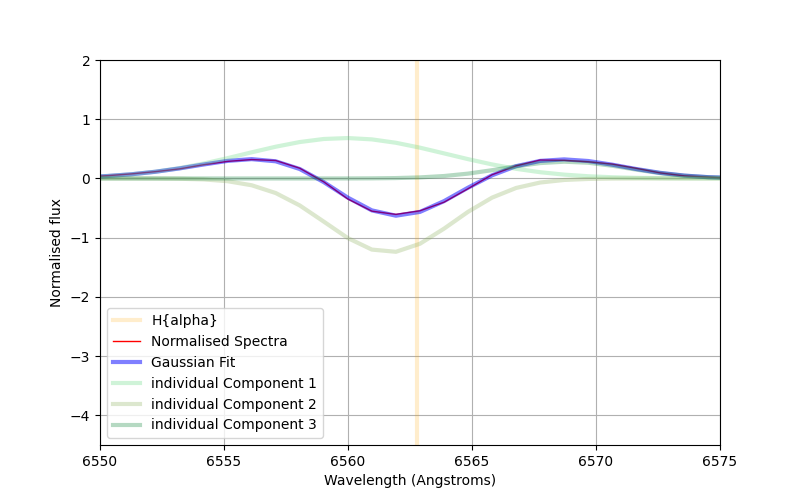 2
1
0
−1
−2
−3
−4
Normalised flux
H{alpha}
Normalised Spectra
Gaussian Fit
individual Component 1
individual Component 2
individual Component 3
6550 6555 6560 6565 6570 6575
Wavelength (Angstroms)